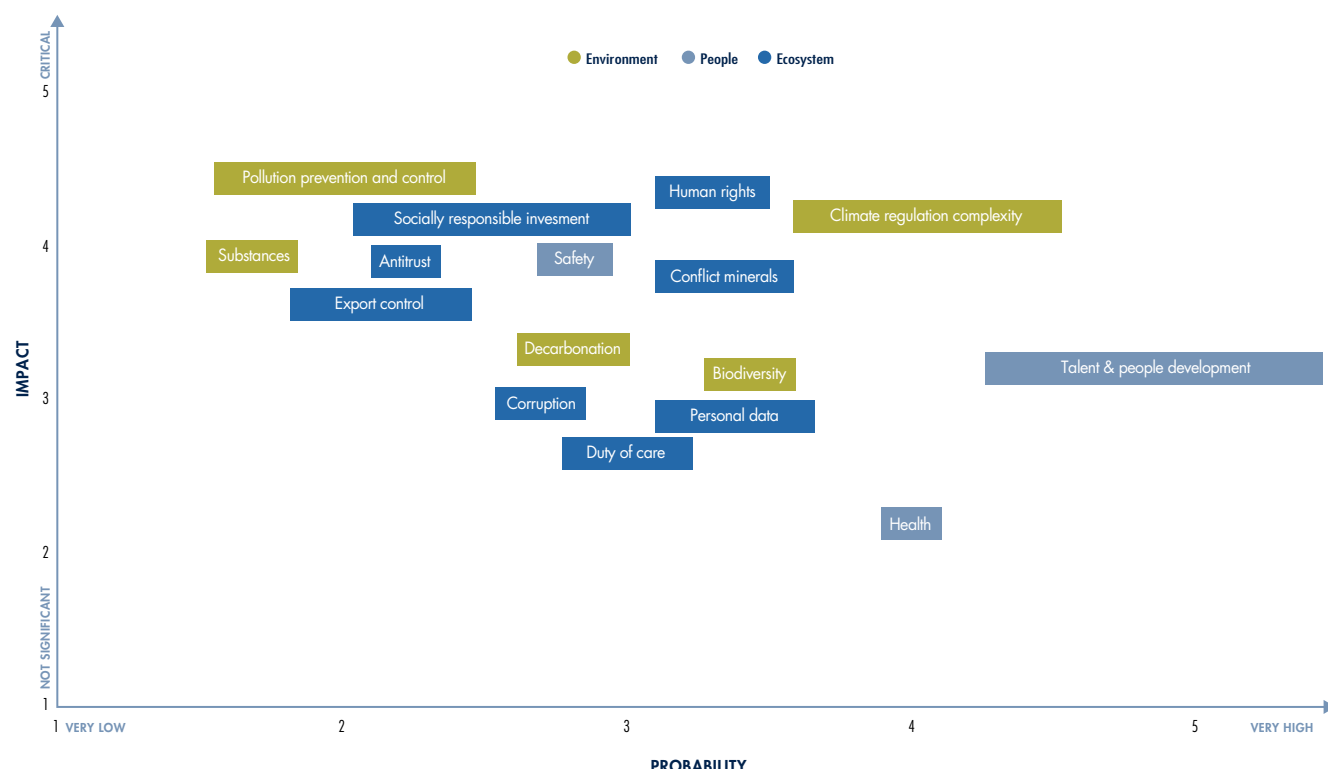 CRITICAL
Environment People Ecosystem
5
Pollution prevention and control
Human rights
Socially responsible invesment
Climate regulation complexity
4
Substances
Antitrust
Safety
Conflict minerals
Export control
Decarbonation
IMPACT
Biodiversity
Talent & people development
3
Corruption
Personal data
Duty of care
Health
2
NOT SIGNIFICANT
1
1 VERY LOW 2 3 4 5 VERY HIGH
PROBABILITY